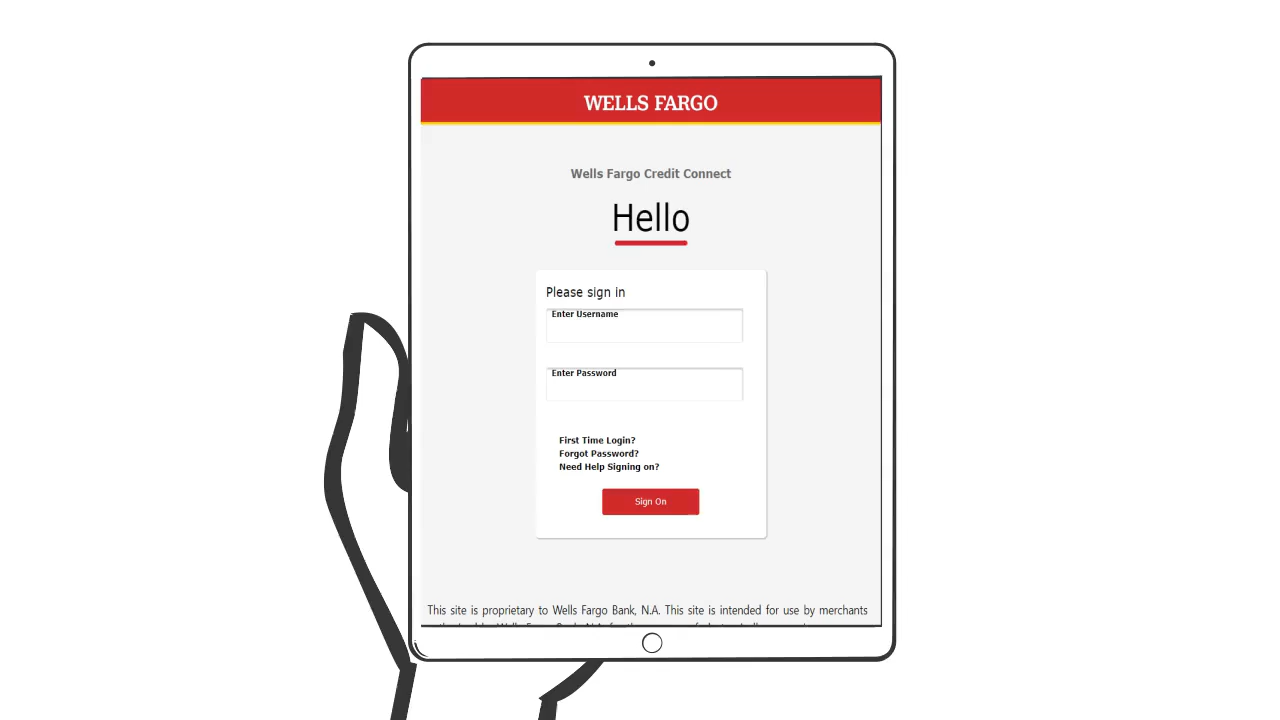 WELLS FARGO
Wells Fargo Credit Connect
Hello
Please sign in
Enter Username
Enter Password
First Time Login?
Forgot Password?
Need Help Signing on?
Sign On
This site is proprietary to Wells Fargo Bank, N.A. This site is intended for use by merchants